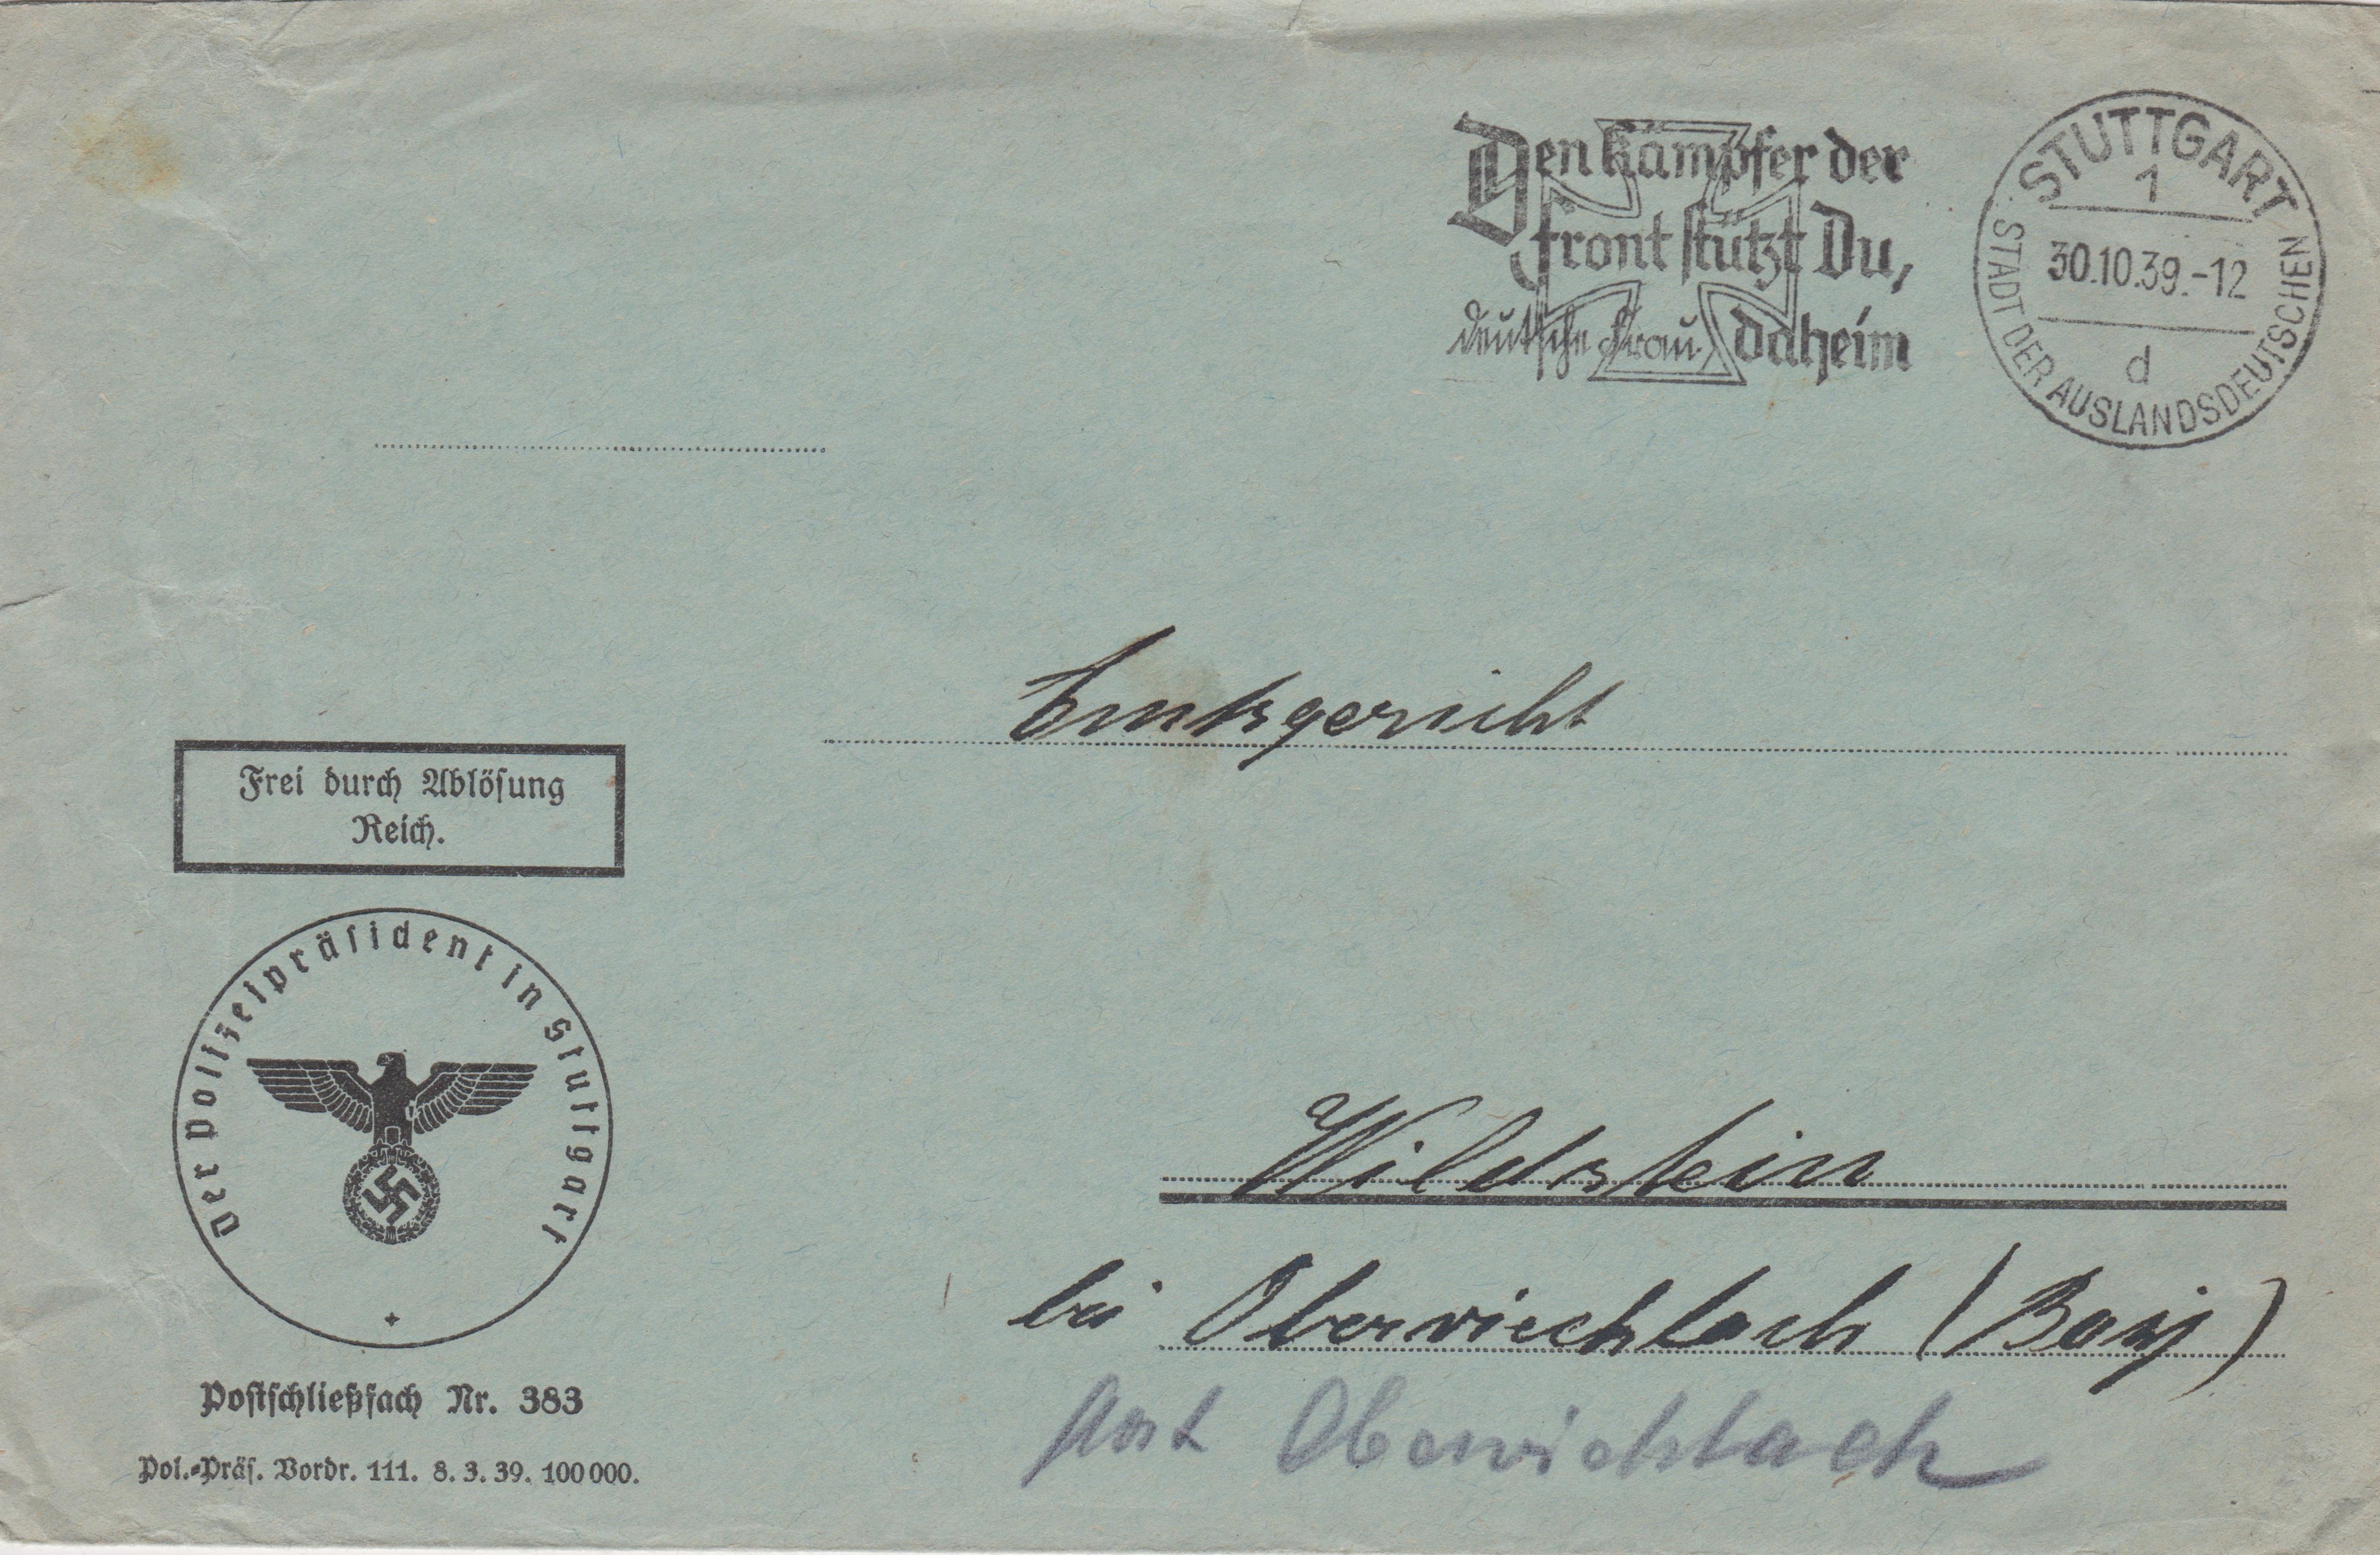 Den Kämpfer der
Front stützt Du,
deutsche Frau, daheim
STUTTGART
1
30.10.39.-12
d
STADT DER AUSLANDSDEUTSCHEN
Amtsgericht
Frei durch Ablösung
Reich.
Der Polizeipräsident in Stuttgart
Wildstein
bei Oberviechtach (Bay)
Post Oberviechtach
Postschließfach Nr. 383
Pol.-Präs. Vordr. 111. 8. 3. 39. 100 000.